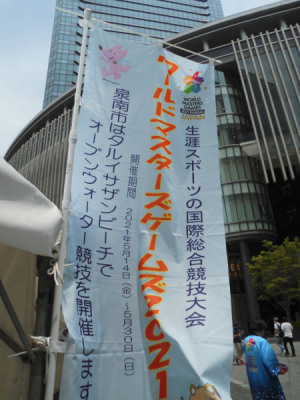 WORLD
MASTERS
GAMES
JAPAN
生涯スポーツの国際総合競技大会
ワールドマスターズゲームズ2021
開催期間 2021年5月14日(金)~5月30日(日)
泉南市はタルイサザンビーチで
オープンウォーター競技を開催します